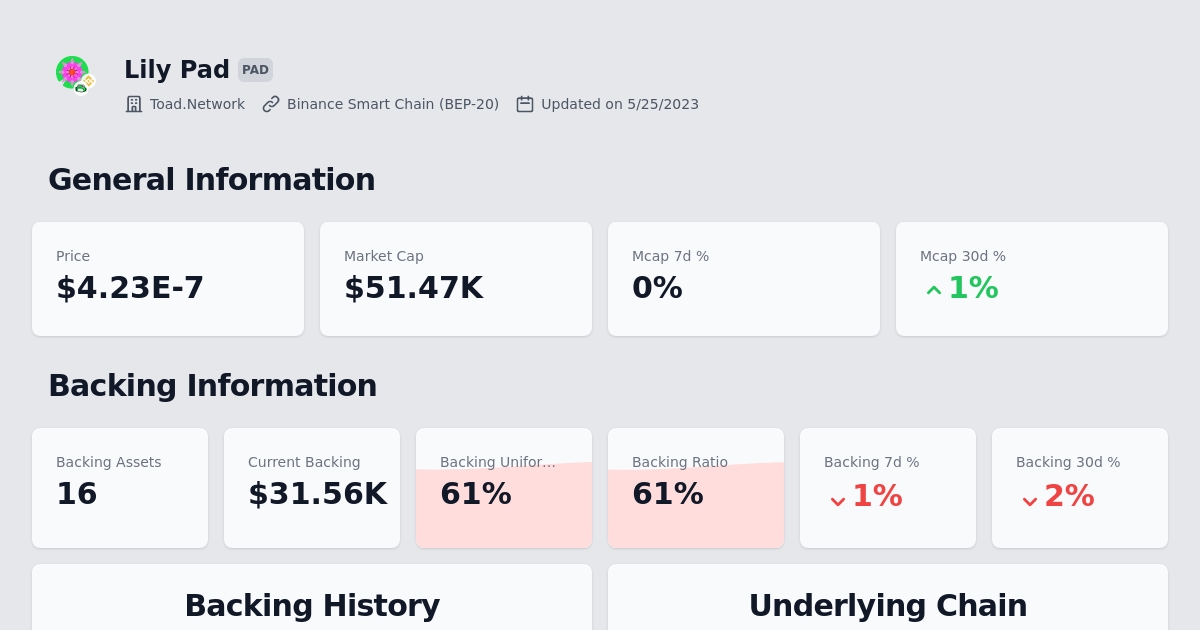 Lily Pad PAD
Toad.Network Binance Smart Chain (BEP-20) Updated on 5/25/2023
General Information
Price Market Cap Mcap 7d % Mcap 30d %
$4.23E-7 $51.47K 0% 1%
Backing Information
Backing Assets Current Backing Backing Unifor... Backing Ratio Backing 7d % Backing 30d %
16 $31.56K 61% 61% 1% 2%
Backing History Underlying Chain